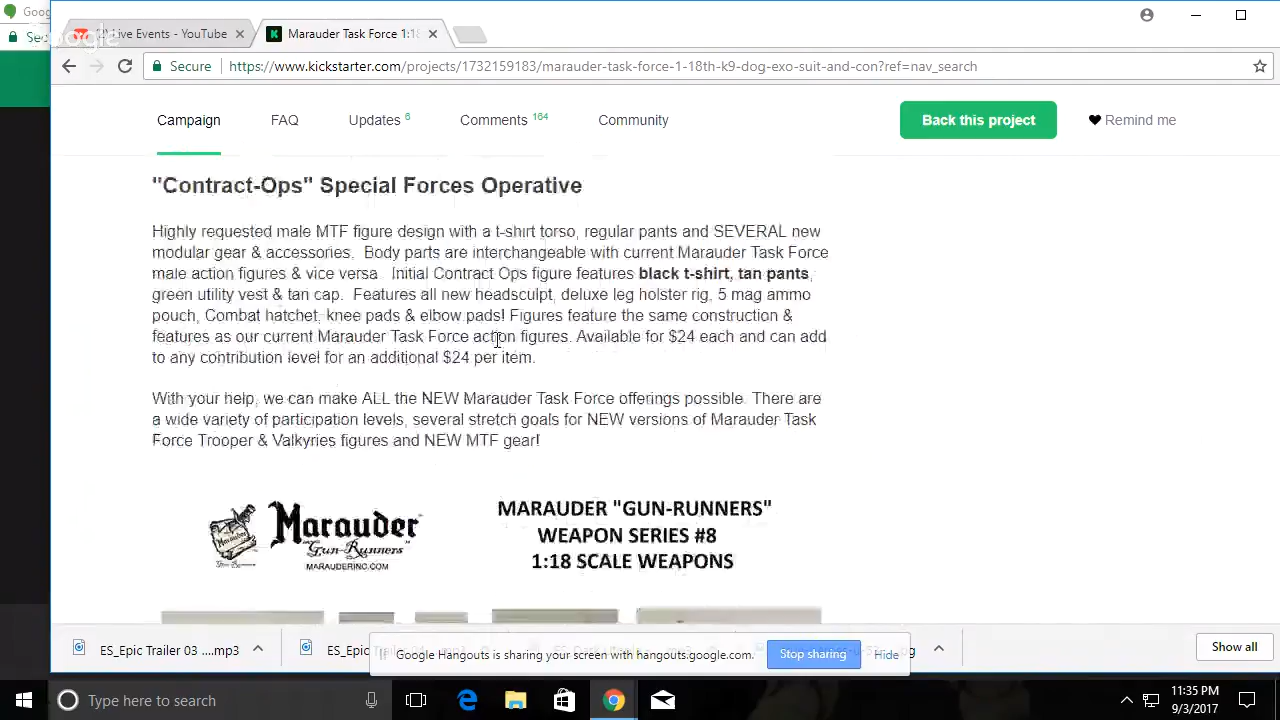 Goog
Live Events - YouTube
Marauder Task Force 1:18
Google
Secure
https://www.kickstarter.com/projects/1732159183/marauder-task-force-1-18th-k9-dog-exo-suit-and-con?ref=nav_search
Campaign
FAQ
Updates 6
Comments 164
Community
Back this project
Remind me
"Contract-Ops" Special Forces Operative
Highly requested male MTF figure design with a t-shirt torso, regular pants and SEVERAL new
modular gear & accessories. Body parts are interchangeable with current Marauder Task Force
male action figures & vice versa. Initial Contract Ops figure features black t-shirt, tan pants,
green utility vest & tan cap. Features all new headsculpt, deluxe leg holster rig, 5 mag ammo
pouch, Combat hatchet, knee pads & elbow pads! Figures feature the same construction &
features as our current Marauder Task Force action figures. Available for $24 each and can add
to any contribution level for an additional $24 per item.
With your help, we can make ALL the NEW Marauder Task Force offerings possible. There are
a wide variety of participation levels, several stretch goals for NEW versions of Marauder Task
Force Trooper & Valkyries figures and NEW MTF gear!
Marauder
"Gun-Runners"
MARAUDERINC.COM
MARAUDER "GUN-RUNNERS"
WEAPON SERIES #8
1:18 SCALE WEAPONS
ES_Epic Trailer 03 ....mp3
Google Hangouts is sharing your screen with hangouts.google.com.
Stop sharing
Hide
Show all
Type here to search
11:35 PM
9/3/2017